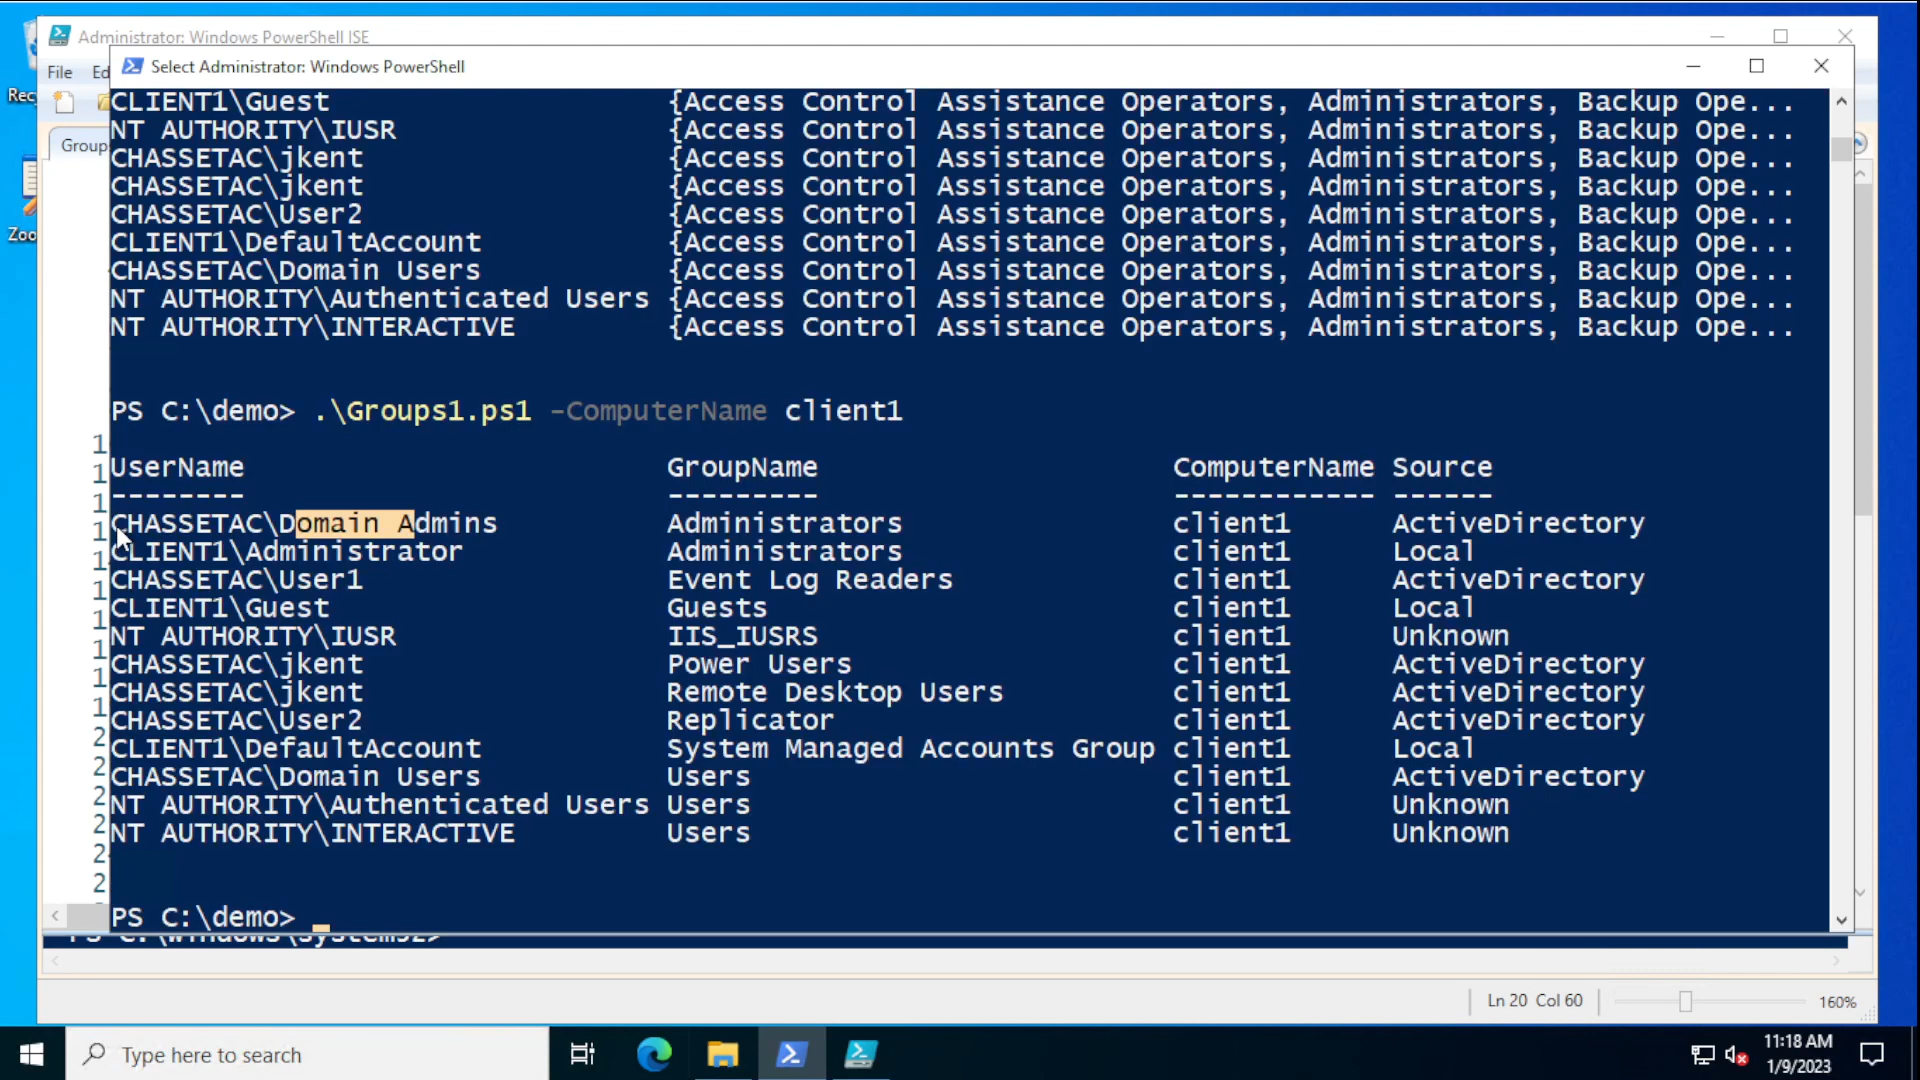 Administrator: Windows PowerShell ISE
Select Administrator: Windows PowerShell
File
CLIENT1\Guest {Access Control Assistance Operators, Administrators, Backup Ope...
NT AUTHORITY\IUSR {Access Control Assistance Operators, Administrators, Backup Ope...
CHASSETAC\jkent {Access Control Assistance Operators, Administrators, Backup Ope...
CHASSETAC\jkent {Access Control Assistance Operators, Administrators, Backup Ope...
CHASSETAC\User2 {Access Control Assistance Operators, Administrators, Backup Ope...
CLIENT1\DefaultAccount {Access Control Assistance Operators, Administrators, Backup Ope...
CHASSETAC\Domain Users {Access Control Assistance Operators, Administrators, Backup Ope...
NT AUTHORITY\Authenticated Users {Access Control Assistance Operators, Administrators, Backup Ope...
NT AUTHORITY\INTERACTIVE {Access Control Assistance Operators, Administrators, Backup Ope...
PS C:\demo> .\Groups1.ps1 -ComputerName client1
UserName GroupName ComputerName Source
-------- --------- ------------ ------
CHASSETAC\Domain Admins Administrators client1 ActiveDirectory
CLIENT1\Administrator Administrators client1 Local
CHASSETAC\User1 Event Log Readers client1 ActiveDirectory
CLIENT1\Guest Guests client1 Local
NT AUTHORITY\IUSR IIS_IUSRS client1 Unknown
CHASSETAC\jkent Power Users client1 ActiveDirectory
CHASSETAC\jkent Remote Desktop Users client1 ActiveDirectory
CHASSETAC\User2 Replicator client1 ActiveDirectory
CLIENT1\DefaultAccount System Managed Accounts Group client1 Local
CHASSETAC\Domain Users Users client1 ActiveDirectory
NT AUTHORITY\Authenticated Users Users client1 Unknown
NT AUTHORITY\INTERACTIVE Users client1 Unknown
PS C:\demo>
PS C:\windows\system32>
Ln 20 Col 60 160%
Type here to search
11:18 AM
1/9/2023